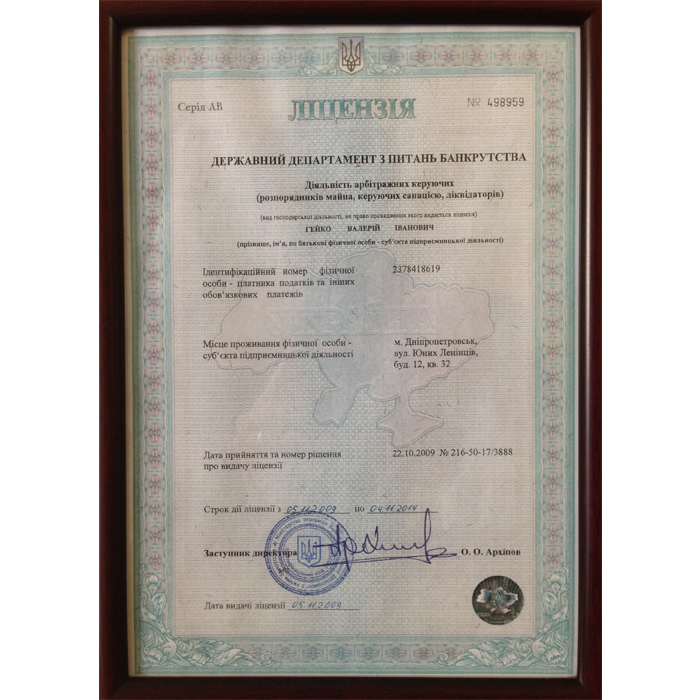 Серія АВ
ЛІЦЕНЗІЯ
№ 498959
ДЕРЖАВНИЙ ДЕПАРТАМЕНТ З ПИТАНЬ БАНКРУТСТВА
Діяльність арбітражних керуючих
(розпорядників майна, керуючих санацією, ліквідаторів)
(вид господарської діяльності, на право провадження якого видається ліцензія)
ГЕЙКО ВАЛЕРІЙ ІВАНОВИЧ
(прізвище, ім'я, по батькові фізичної особи - суб'єкта підприємницької діяльності)
Ідентифікаційний номер фізичної
особи - платника податків та інших
обов'язкових платежів
2378418619
Місце проживання фізичної особи -
суб'єкта підприємницької діяльності
м. Дніпропетровськ,
вул. Юних Ленінців,
буд. 12, кв. 32
Дата прийняття та номер рішення
про видачу ліцензії
22.10.2009 № 216-50-17/3888
Строк дії ліцензії з 05.11.2009 по 04.11.2014
Заступник директора
О. О. Архіпов
Дата видачі ліцензії 05.11.2009